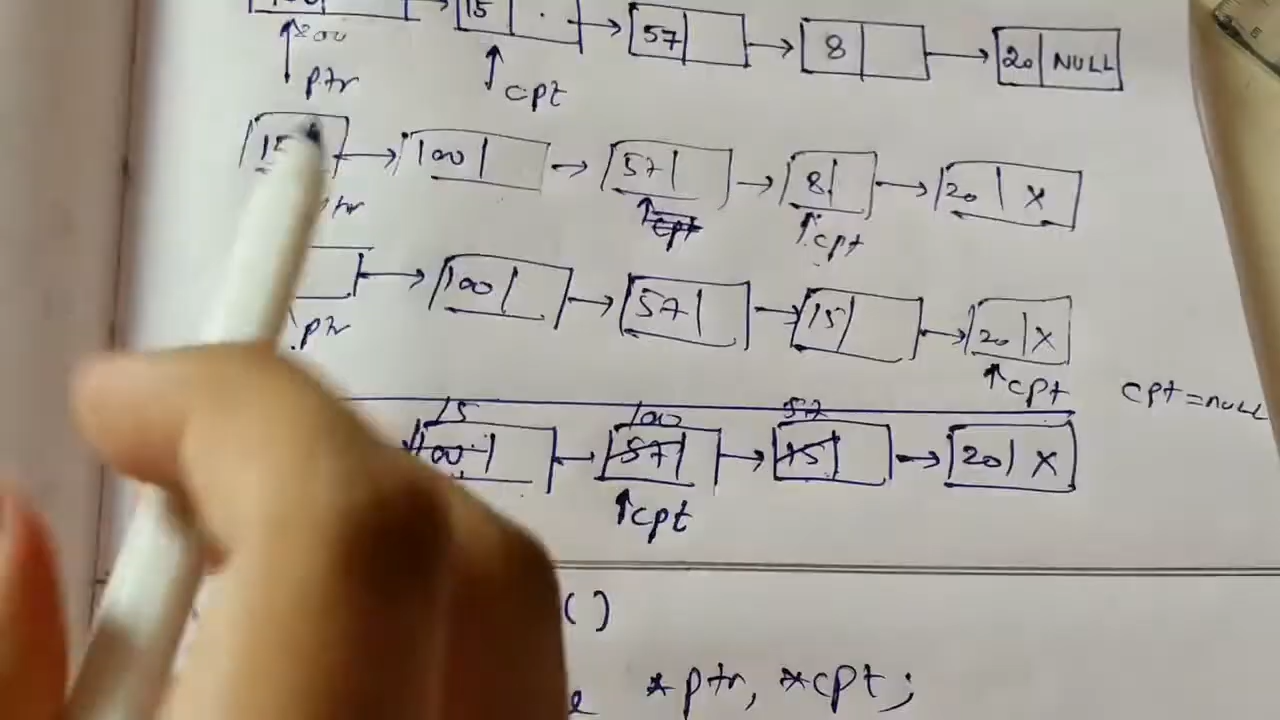 15 57 8 20 NULL
200
ptr cpt
100 57 8 20 X
cpt cpt
100 57 15 20 X
ptr cpt cpt = null
15 100 57
100 57 15 20 X
cpt
( )
*ptr, *cpt;